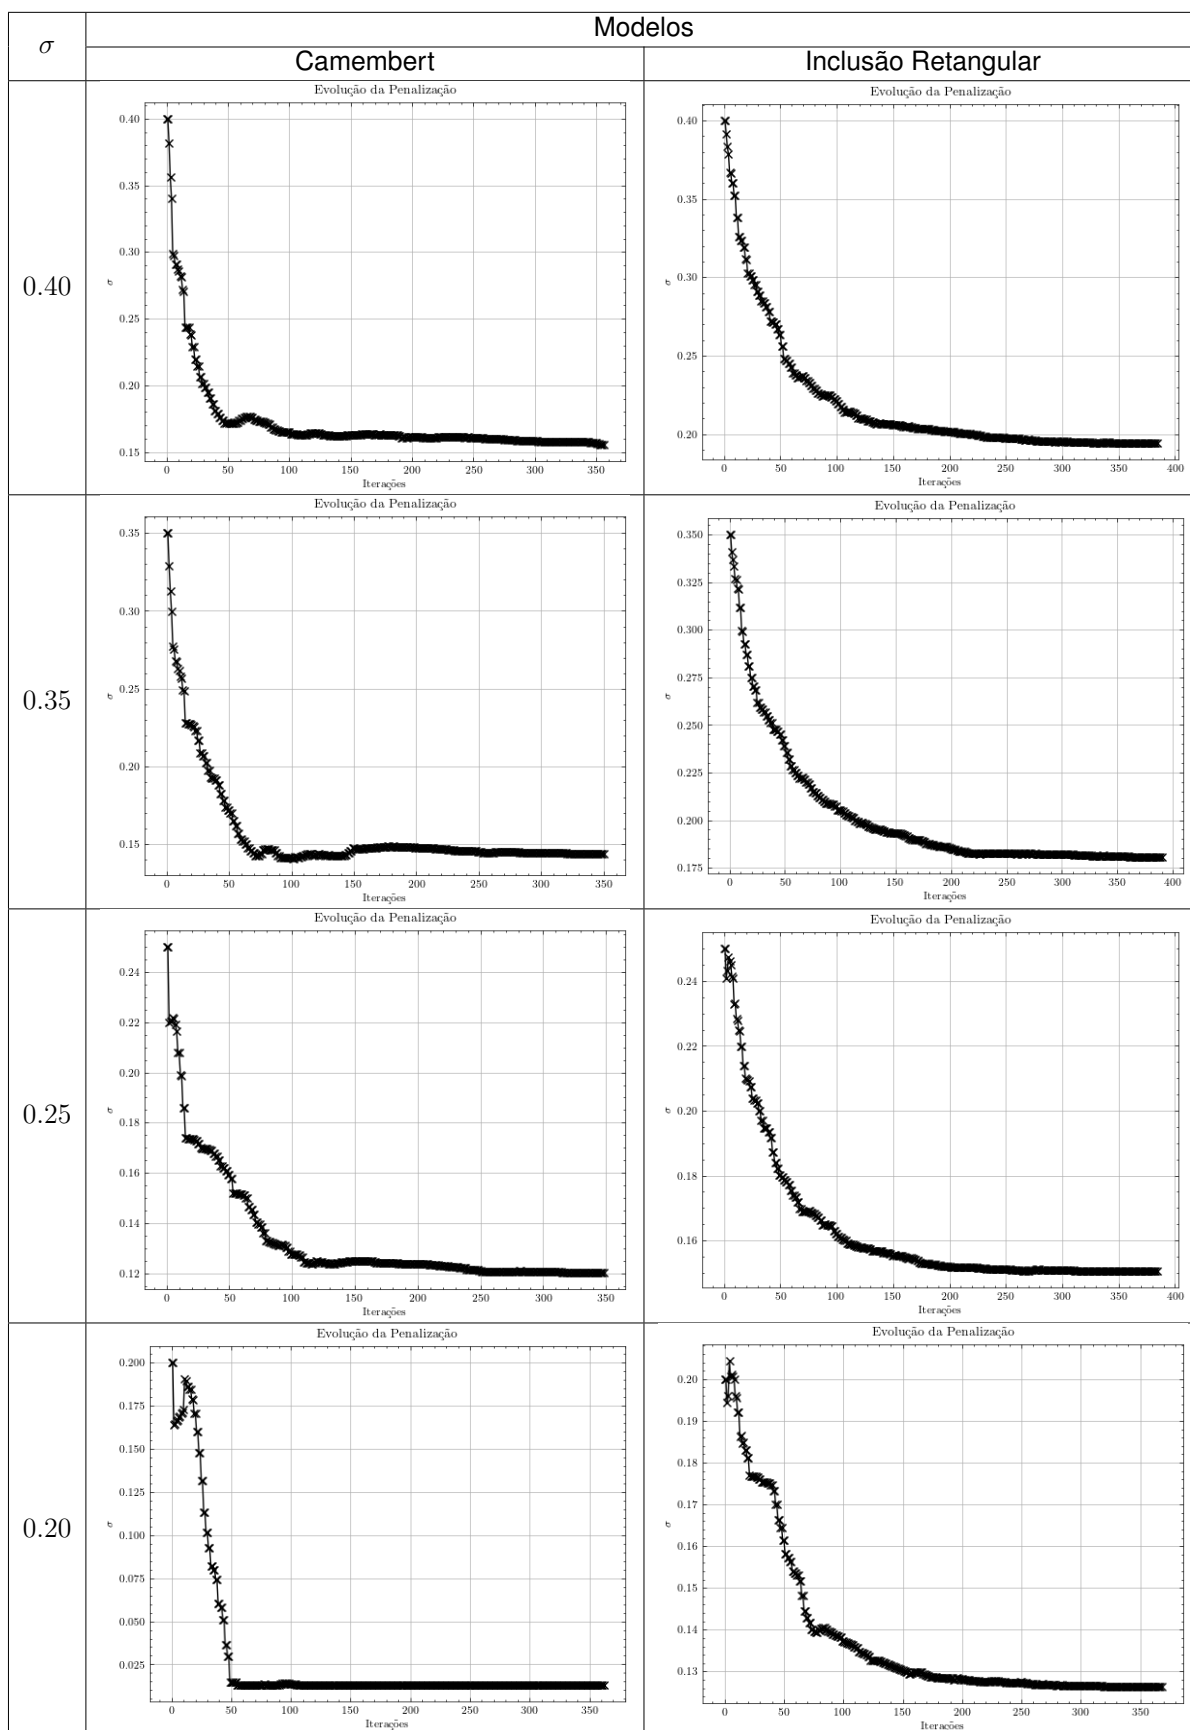 σ
Modelos
Camembert
Inclusão Retangular
0.40
Evolução da Penalização
0.40
0.35
0.30
0.25
0.20
0.15
σ
0 50 100 150 200 250 300 350
Iterações
Evolução da Penalização
0.40
0.35
0.30
0.25
0.20
σ
0 50 100 150 200 250 300 350 400
Iterações
0.35
Evolução da Penalização
0.35
0.30
0.25
0.20
0.15
σ
0 50 100 150 200 250 300 350
Iterações
Evolução da Penalização
0.350
0.325
0.300
0.275
0.250
0.225
0.200
0.175
σ
0 50 100 150 200 250 300 350 400
Iterações
0.25
Evolução da Penalização
0.24
0.22
0.20
0.18
0.16
0.14
0.12
σ
0 50 100 150 200 250 300 350
Iterações
Evolução da Penalização
0.24
0.22
0.20
0.18
0.16
σ
0 50 100 150 200 250 300 350 400
Iterações
0.20
Evolução da Penalização
0.200
0.175
0.150
0.125
0.100
0.075
0.050
0.025
σ
0 50 100 150 200 250 300 350
Iterações
Evolução da Penalização
0.20
0.19
0.18
0.17
0.16
0.15
0.14
0.13
σ
0 50 100 150 200 250 300 350
Iterações